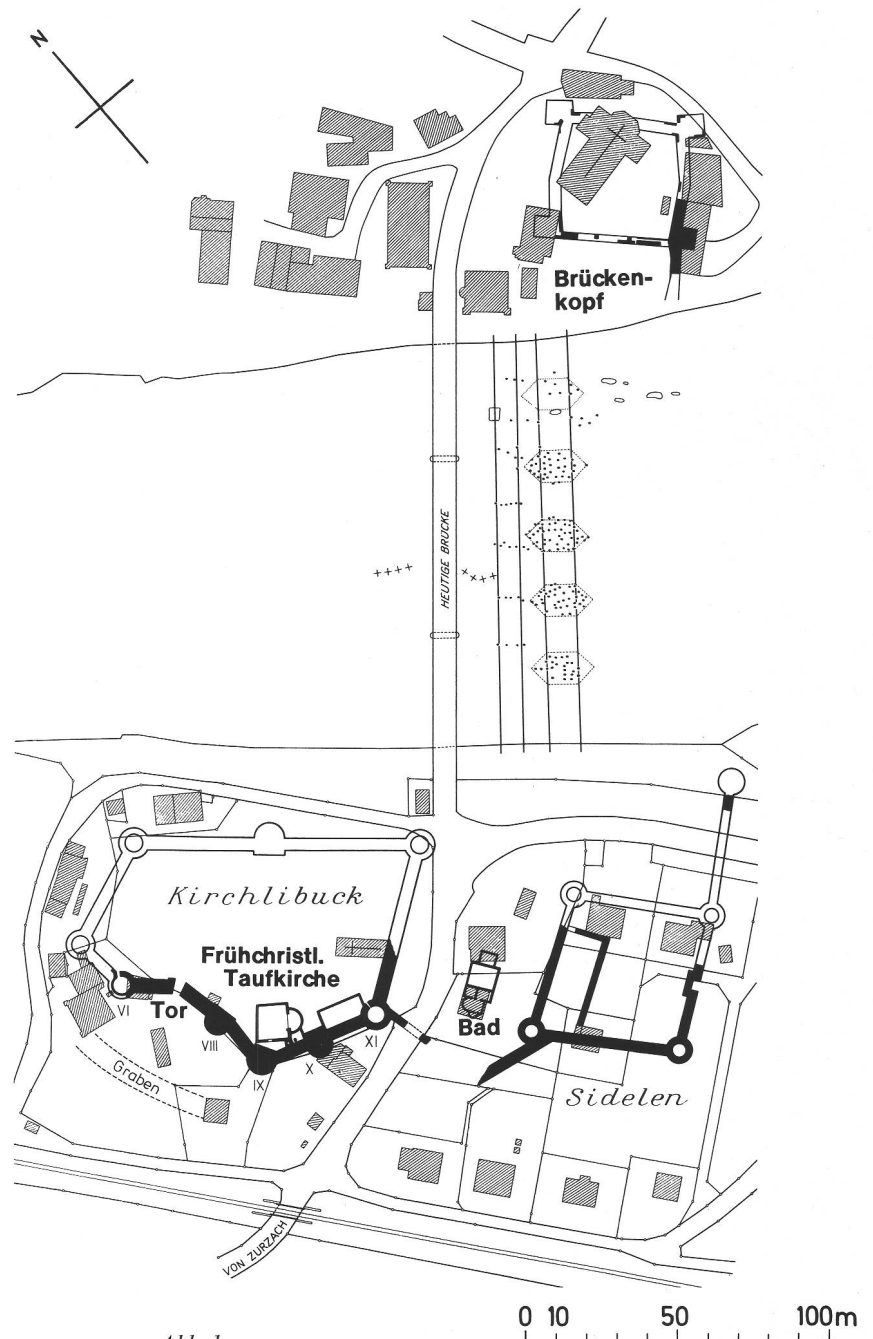 N
Brücken-
kopf
HEUTIGE BRÜCKE
Kirchlibuck
Frühchristl.
Taufkirche
Tor
VI
VIII
IX
X
XI
Bad
Graben
Sidelen
VON ZURZACH
0 10 50 100m